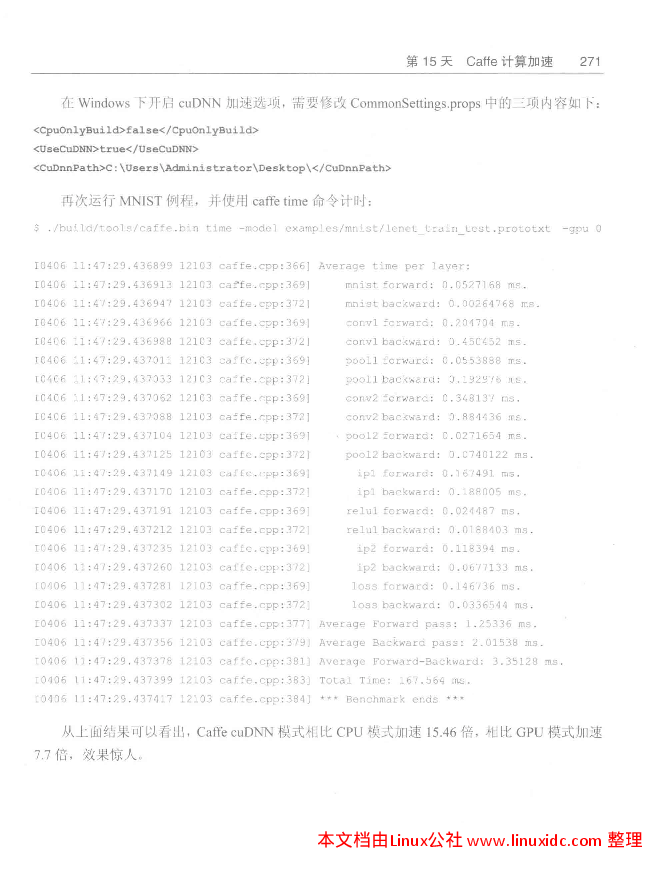 第 15 天 Caffe 计算加速 271
在 Windows 下开启 cuDNN 加速选项，需要修改 CommonSettings.props 中的三项内容如下：
<CpuOnlyBuild>false</CpuOnlyBuild>
<UseCuDNN>true</UseCuDNN>
<CuDnnPath>C:\Users\Administrator\Desktop\</CuDnnPath>
再次运行 MNIST 例程，并使用 caffe time 命令计时：
$ ./build/tools/caffe.bin time -model examples/mnist/lenet_train_test.prototxt -gpu 0
I0406 11:47:29.436899 12103 caffe.cpp:366] Average time per layer:
I0406 11:47:29.436913 12103 caffe.cpp:369] mnist forward: 0.0527168 ms.
I0406 11:47:29.436947 12103 caffe.cpp:372] mnist backward: 0.00264768 ms.
I0406 11:47:29.436966 12103 caffe.cpp:369] conv1 forward: 0.204704 ms.
I0406 11:47:29.436988 12103 caffe.cpp:372] conv1 backward: 0.450452 ms.
I0406 11:47:29.437011 12103 caffe.cpp:369] pool1 forward: 0.0553888 ms.
I0406 11:47:29.437033 12103 caffe.cpp:372] pool1 backward: 0.192976 ms.
I0406 11:47:29.437062 12103 caffe.cpp:369] conv2 forward: 0.348137 ms.
I0406 11:47:29.437088 12103 caffe.cpp:372] conv2 backward: 0.884436 ms.
I0406 11:47:29.437104 12103 caffe.cpp:369] pool2 forward: 0.0271654 ms.
I0406 11:47:29.437125 12103 caffe.cpp:372] pool2 backward: 0.0740122 ms.
I0406 11:47:29.437149 12103 caffe.cpp:369] ip1 forward: 0.167491 ms.
I0406 11:47:29.437170 12103 caffe.cpp:372] ip1 backward: 0.188005 ms.
I0406 11:47:29.437191 12103 caffe.cpp:369] relu1 forward: 0.024487 ms.
I0406 11:47:29.437212 12103 caffe.cpp:372] relu1 backward: 0.0188403 ms.
I0406 11:47:29.437235 12103 caffe.cpp:369] ip2 forward: 0.118394 ms.
I0406 11:47:29.437260 12103 caffe.cpp:372] ip2 backward: 0.0677133 ms.
I0406 11:47:29.437281 12103 caffe.cpp:369] loss forward: 0.146736 ms.
I0406 11:47:29.437302 12103 caffe.cpp:372] loss backward: 0.0336544 ms.
I0406 11:47:29.437337 12103 caffe.cpp:377] Average Forward pass: 1.25336 ms.
I0406 11:47:29.437356 12103 caffe.cpp:379] Average Backward pass: 2.01538 ms.
I0406 11:47:29.437378 12103 caffe.cpp:381] Average Forward-Backward: 3.35128 ms.
I0406 11:47:29.437399 12103 caffe.cpp:383] Total Time: 167.564 ms.
I0406 11:47:29.437417 12103 caffe.cpp:384] *** Benchmark ends ***
从上面结果可以看出，Caffe cuDNN 模式相比 CPU 模式加速 15.46 倍，相比 GPU 模式加速
7.7 倍，效果惊人。
本文档由Linux公社 www.linuxidc.com 整理